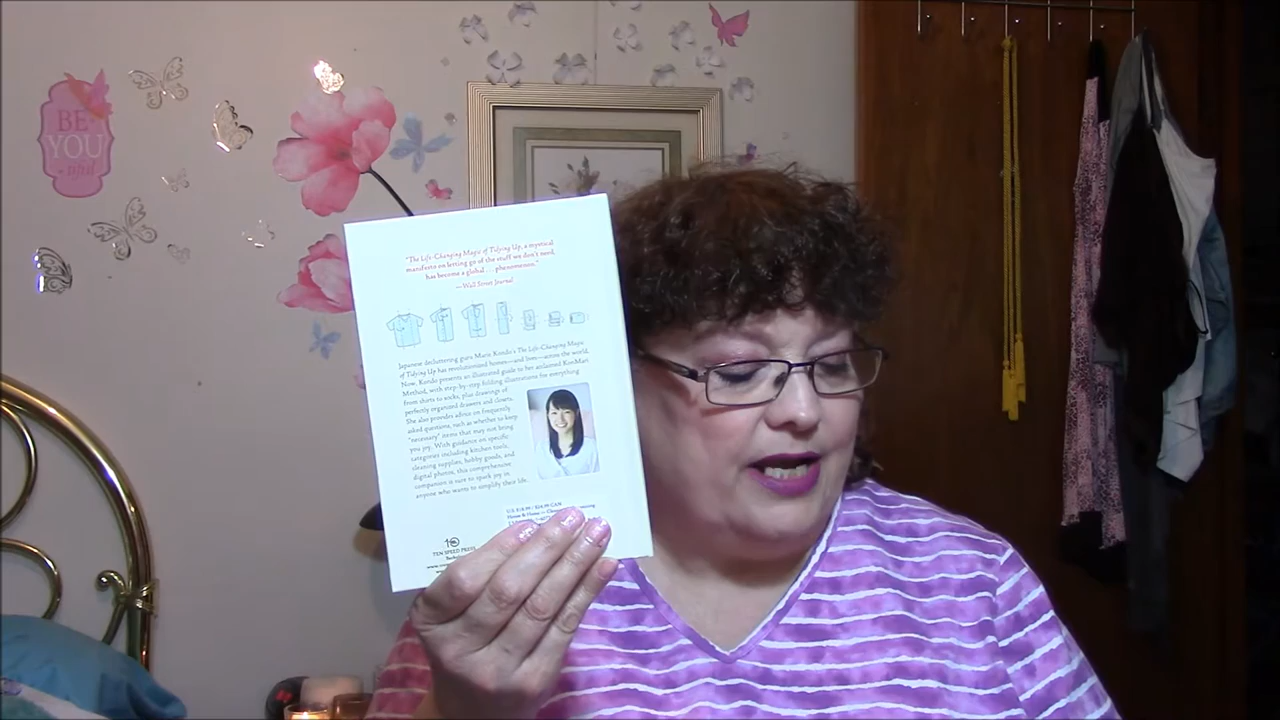 BE
YOU
"The Life-Changing Magic of Tidying Up, a mystical
manifesto on letting go of the stuff we don't need,
has become a global . . . phenomenon."
—Wall Street Journal
Japanese decluttering guru Marie Kondo's The Life-Changing Magic
of Tidying Up has revolutionized homes—and lives—across the world.
Now, Kondo presents an illustrated guide to her acclaimed KonMari
Method, with step-by-step folding illustrations for everything
from shirts to socks, plus drawings of
perfectly organized drawers and closets.
She also provides advice on frequently
asked questions, such as whether to keep
"necessary" items that may not bring
you joy. With guidance on specific
categories including kitchen tools,
cleaning supplies, hobby goods, and
digital photos, this comprehensive
companion is sure to spark joy in
anyone who wants to simplify their life.
House & Home
TEN SPEED PRESS